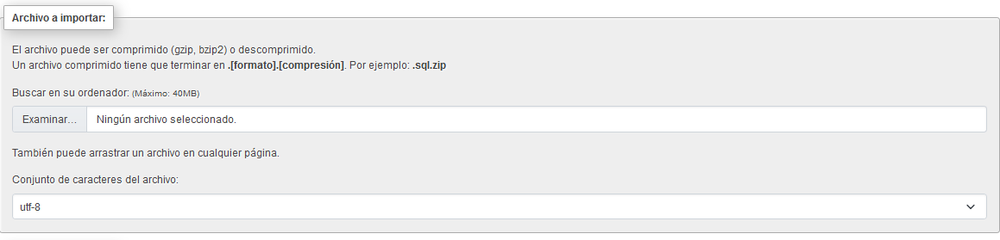 Archivo a importar:
El archivo puede ser comprimido (gzip, bzip2) o descomprimido.
Un archivo comprimido tiene que terminar en .[formato].[compresión]. Por ejemplo: .sql.zip
Buscar en su ordenador: (Máximo: 40MB)
Examinar... Ningún archivo seleccionado.
También puede arrastrar un archivo en cualquier página.
Conjunto de caracteres del archivo:
utf-8